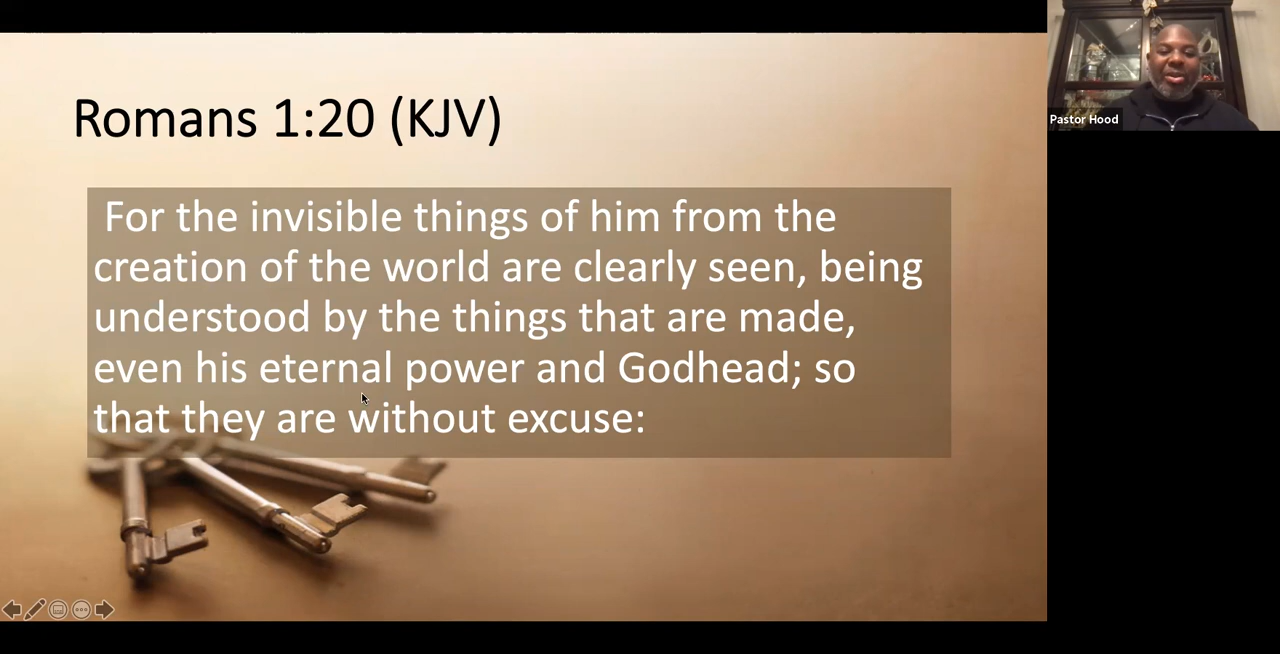 Romans 1:20 (KJV)
For the invisible things of him from the
creation of the world are clearly seen, being
understood by the things that are made,
even his eternal power and Godhead; so
that they are without excuse:
Pastor Hood